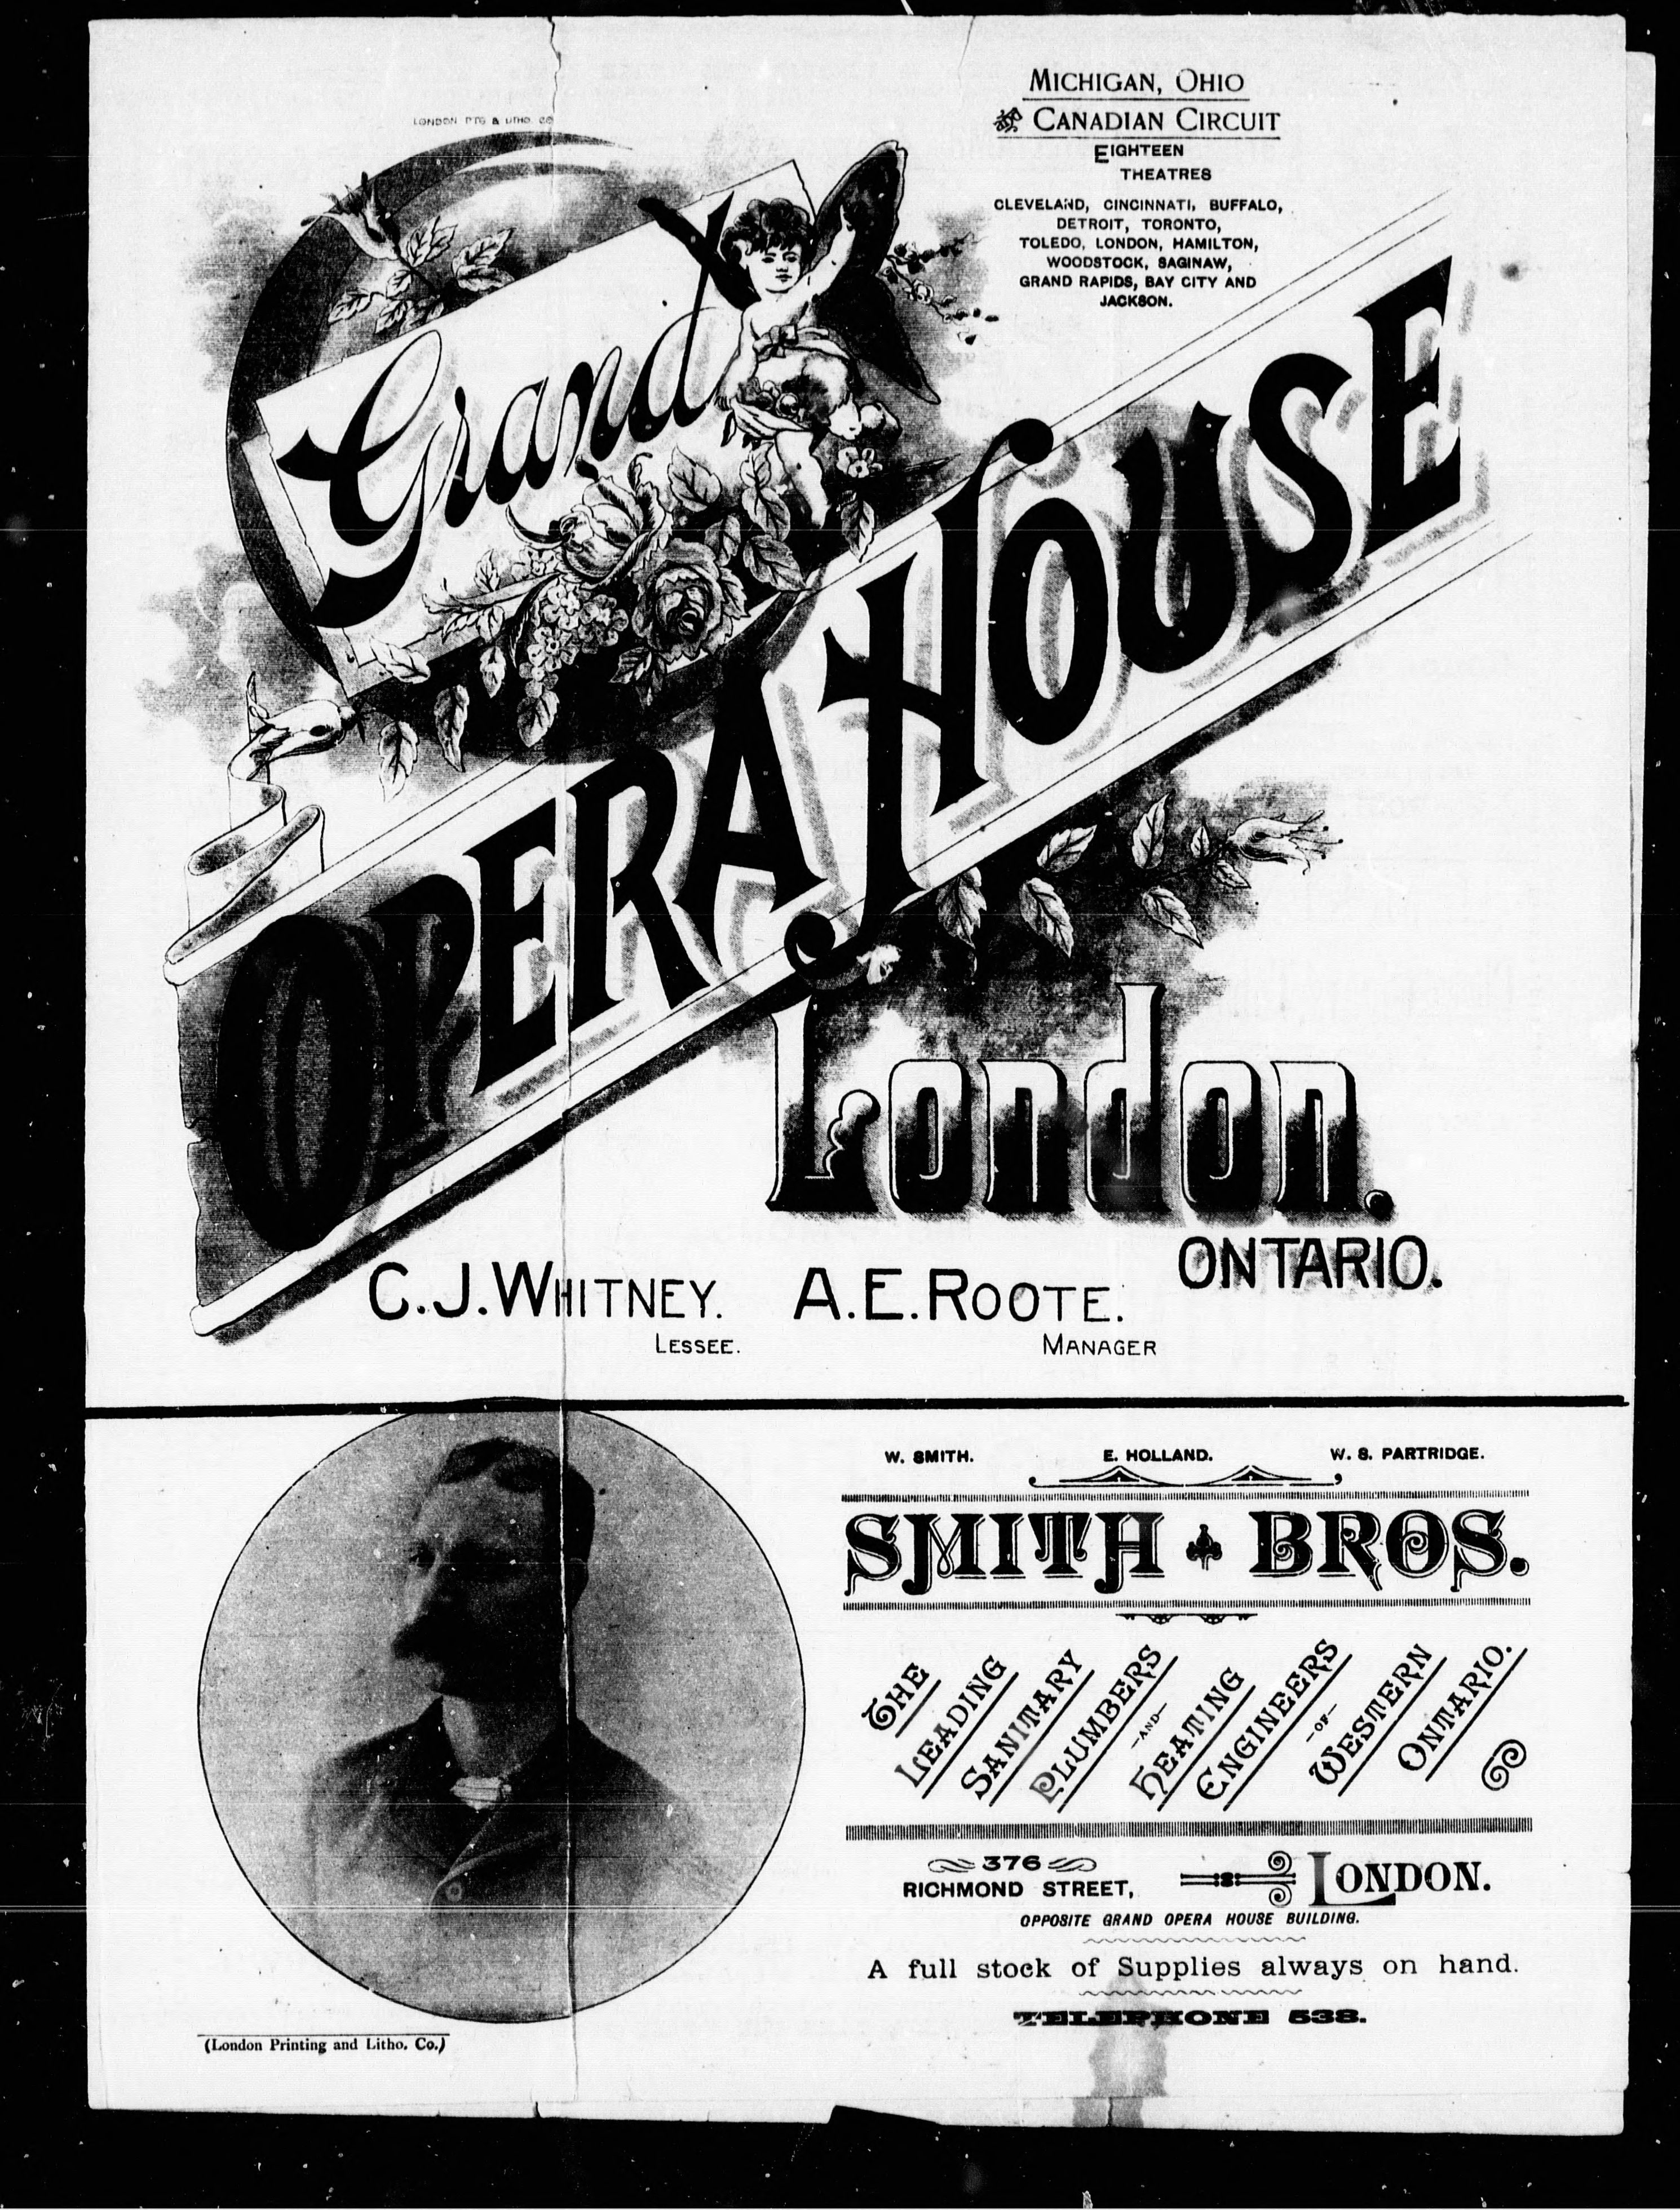 MICHIGAN, OHIO
& CANADIAN CIRCUIT
EIGHTEEN
THEATRES
CLEVELAND, CINCINNATI, BUFFALO,
DETROIT, TORONTO,
TOLEDO, LONDON, HAMILTON,
WOODSTOCK, SAGINAW,
GRAND RAPIDS, BAY CITY AND
JACKSON.
LONDON PTG & LITHO. CO
Grand
OPERA HOUSE
London.
ONTARIO.
C.J. WHITNEY.
LESSEE.
A.E. ROOTE.
MANAGER
W. SMITH. E. HOLLAND. W. S. PARTRIDGE.
SMITH BROS.
THE
LEADING
SANITARY
PLUMBERS
—AND—
HEATING
ENGINEERS
—OF—
WESTERN
ONTARIO.
376
RICHMOND STREET,
LONDON.
OPPOSITE GRAND OPERA HOUSE BUILDING.
A full stock of Supplies always on hand.
TELEPHONE 538.
(London Printing and Litho. Co.)